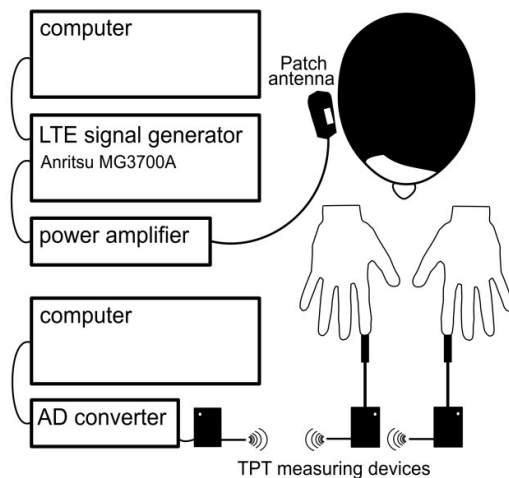 computer
Patch
antenna
LTE signal generator
Anritsu MG3700A
power amplifier
computer
AD converter
TPT measuring devices